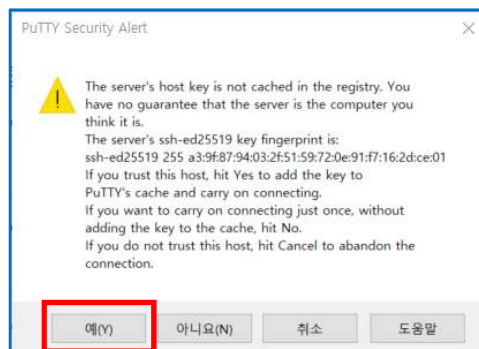 PuTTY Security Alert
The server's host key is not cached in the registry. You
have no guarantee that the server is the computer you
think it is.
The server's ssh-ed25519 key fingerprint is:
ssh-ed25519 255 a3:9f:87:94:03:2f:51:59:72:0e:91:f7:16:2d:ce:01
If you trust this host, hit Yes to add the key to
PuTTY's cache and carry on connecting.
If you want to carry on connecting just once, without
adding the key to the cache, hit No.
If you do not trust this host, hit Cancel to abandon the
connection.
예(Y) 아니요(N) 취소 도움말